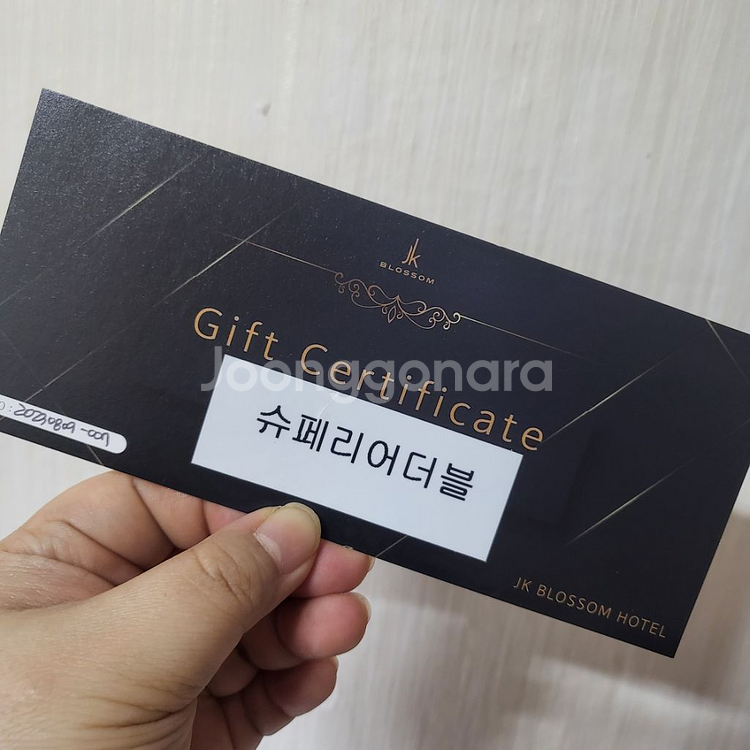 JK
BLOSSOM
Gift Certificate
Joonggonara
슈페리어더블
JK BLOSSOM HOTEL